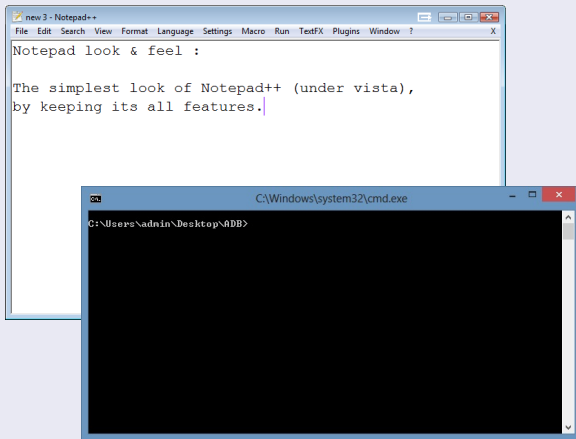 new 3 - Notepad++
File Edit Search View Format Language Settings Macro Run TextFX Plugins Window ? X
Notepad look & feel :
The simplest look of Notepad++ (under vista),
by keeping its all features.
C:\Windows\system32\cmd.exe
C:\Users\admin\Desktop\ADB>